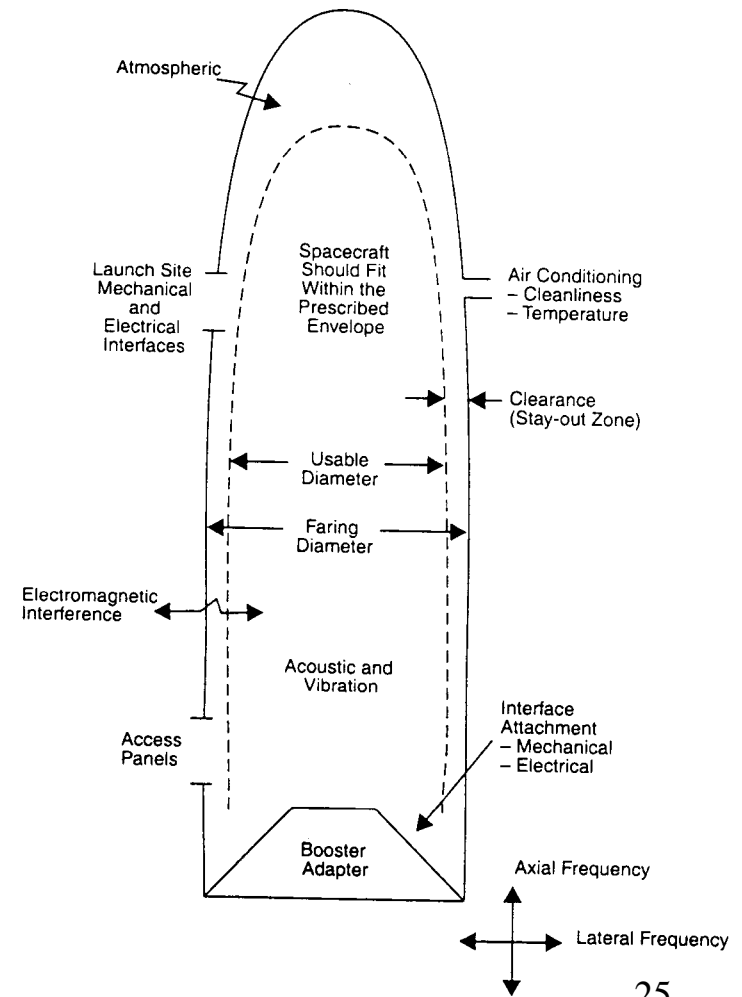 Atmospheric
Launch Site
Mechanical
and
Electrical
Interfaces
Spacecraft
Should Fit
Within the
Prescribed
Envelope
Air Conditioning
– Cleanliness
– Temperature
Clearance
(Stay-out Zone)
Usable
Diameter
Faring
Diameter
Electromagnetic
Interference
Acoustic and
Vibration
Interface
Attachment
– Mechanical
– Electrical
Access
Panels
Booster
Adapter
Axial Frequency
Lateral Frequency
25